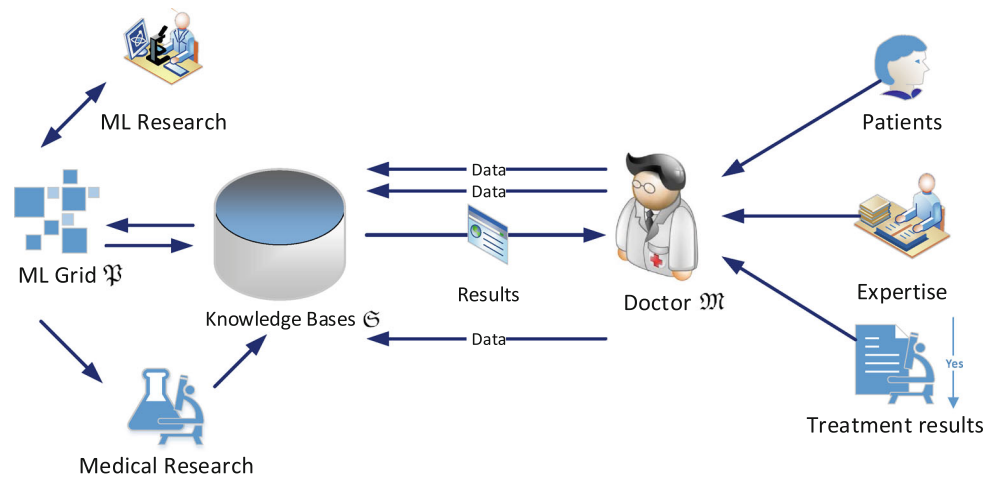 ML Research
Patients
Data
Data
ML Grid 𝔓
Results
Expertise
Knowledge Bases 𝔖
Doctor 𝔐
Data
Yes
Treatment results
Medical Research